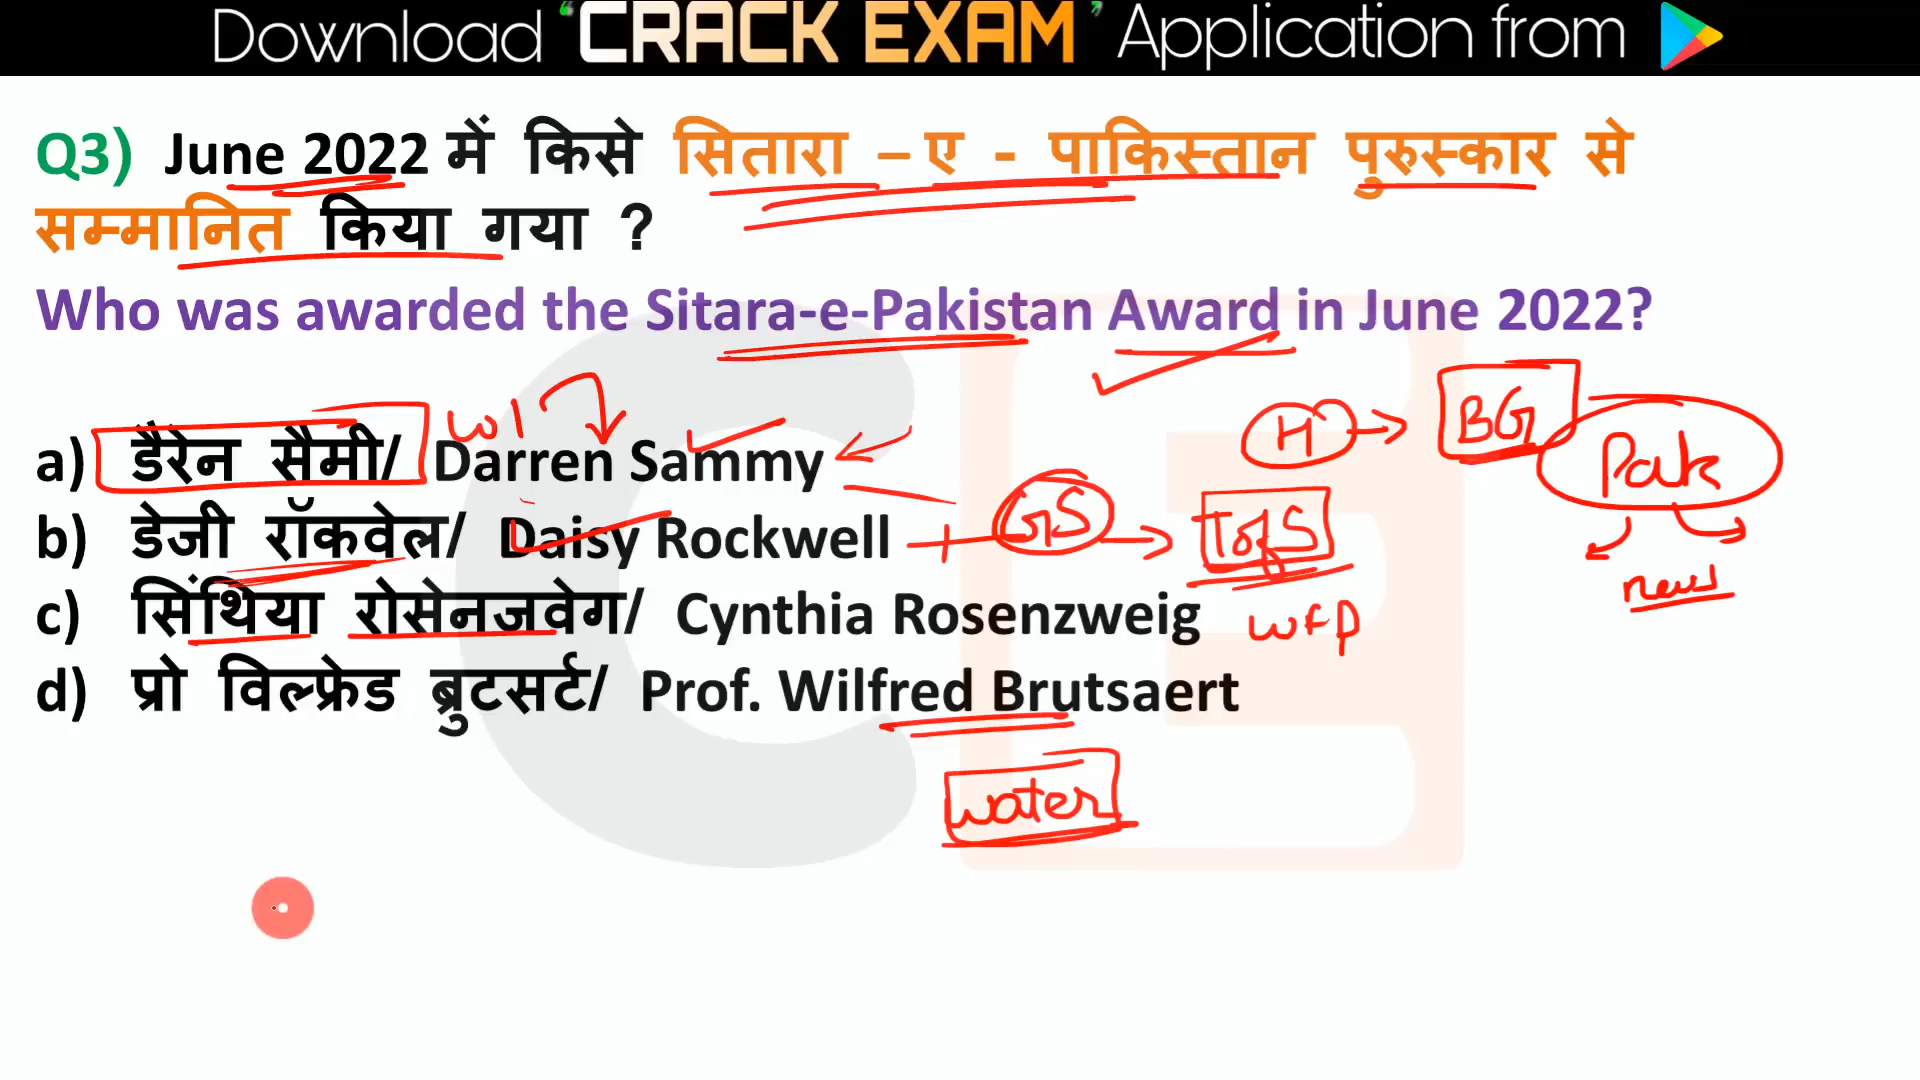 Download "CRACK EXAM" Application from
Q3) June 2022 में किसे सितारा – ए - पाकिस्तान पुरुस्कार से
सम्मानित किया गया ?
Who was awarded the Sitara-e-Pakistan Award in June 2022?
a) डैरेन सैमी/ Darren Sammy
b) डेजी रॉकवेल/ Daisy Rockwell
c) सिंथिया रोसेनजवेग/ Cynthia Rosenzweig
d) प्रो विल्फ्रेड ब्रुटसर्ट/ Prof. Wilfred Brutsaert
WI
H → BG
Pak
GS → TofS
new
WFP
water